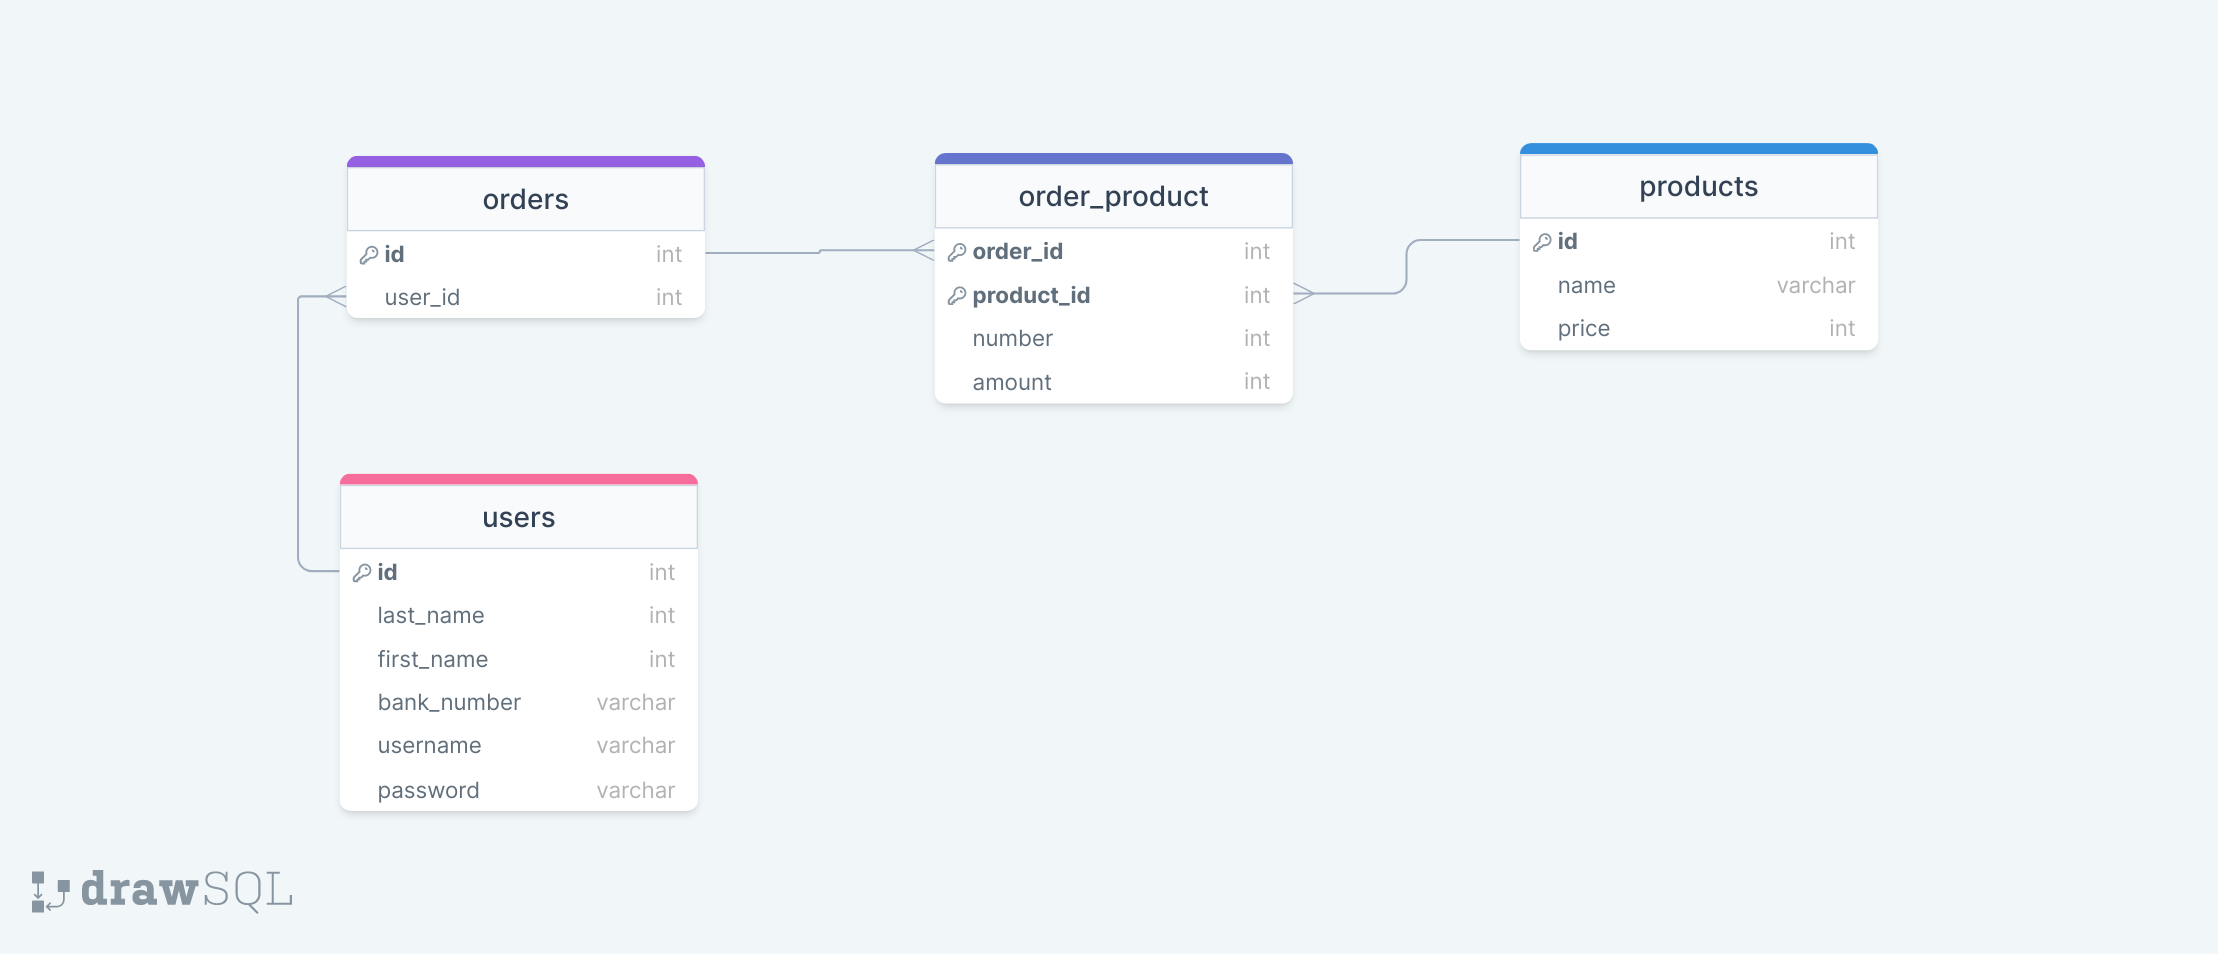 orders
id int
user_id int
order_product
order_id int
product_id int
number int
amount int
products
id int
name varchar
price int
users
id int
last_name int
first_name int
bank_number varchar
username varchar
password varchar
drawSQL